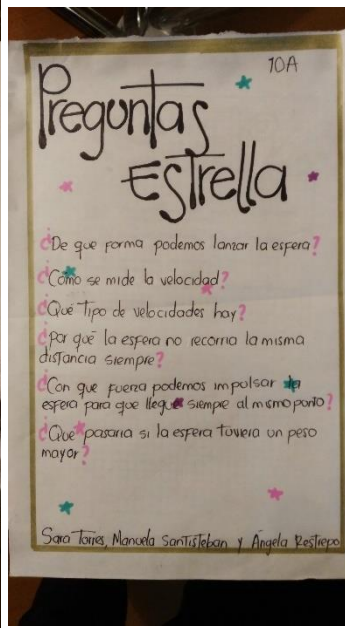 10A
Preguntas
Estrella
¿De que forma podemos lanzar la esfera?
¿Cómo se mide la velocidad?
¿Qué tipo de velocidades hay?
¿por qué la esfera no recorria la misma
distancia siempre?
¿Con que fuerza podemos impulsar la
esfera para que llegue siempre al mismo punto?
¿Que pasaria si la esfera tuviera un peso
mayor?
Sara Torres, Manuela Santisteban y Ángela Restrepo